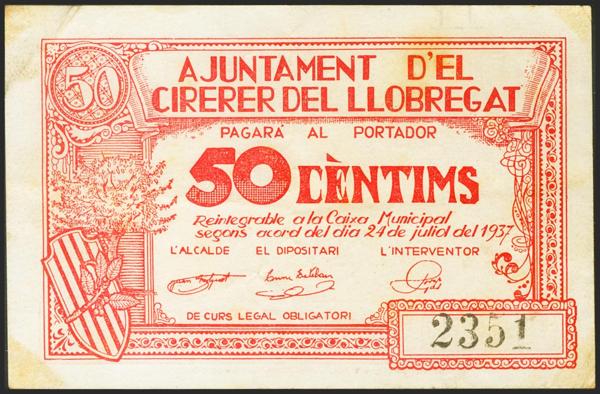 50
AJUNTAMENT D'EL
CIRERER DEL LLOBREGAT
PAGARÀ AL PORTADOR
50 CÈNTIMS
Reintegrable a la Caixa Municipal
segons acord del dia 24 de juliol del 1937
L'ALCALDE EL DIPOSITARI L'INTERVENTOR
DE CURS LEGAL OBLIGATORI
2351